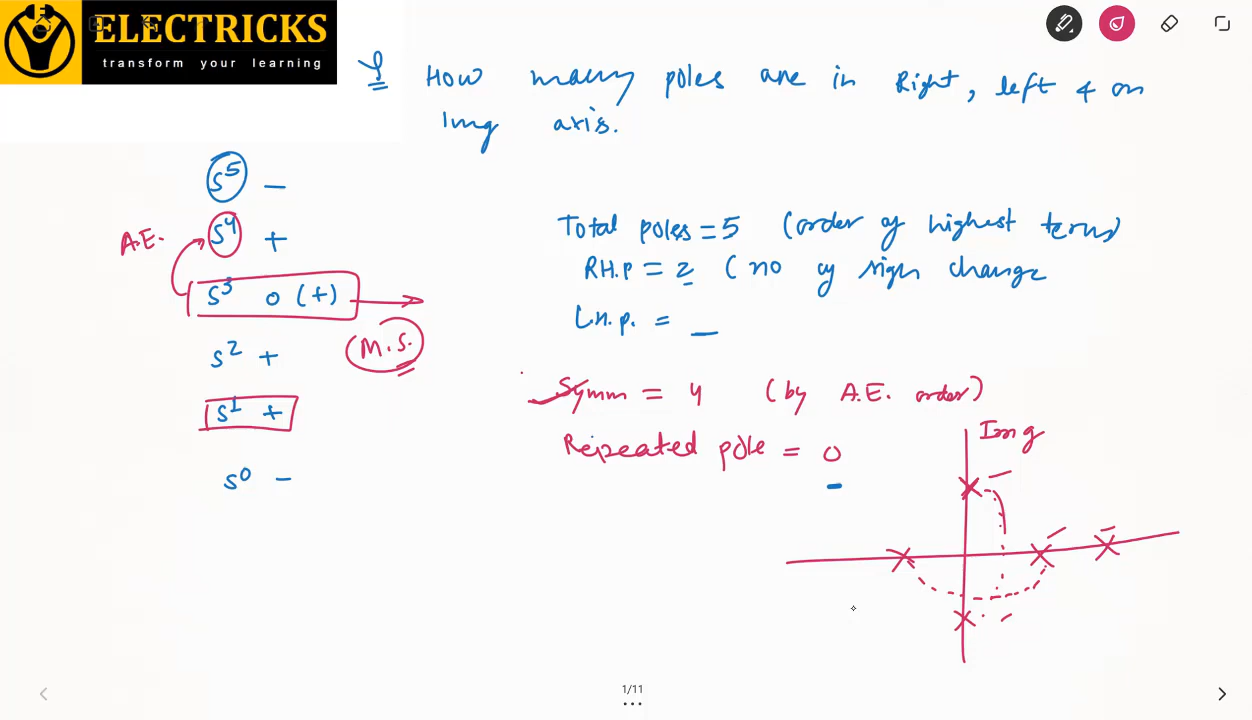 ELECTRICKS
transform your learning
Q How many poles are in Right, left & on
Img axis.
s5 -
A.E. s4 +
s3 0 (+)
(M.S.)
s2 +
s1 +
s0 -
Total poles = 5 (order of highest term)
RH.p = 2 (no of sign change
L.H.p. = _
Symm = 4 (by A.E. order)
Repeated pole = 0
Img
1/11